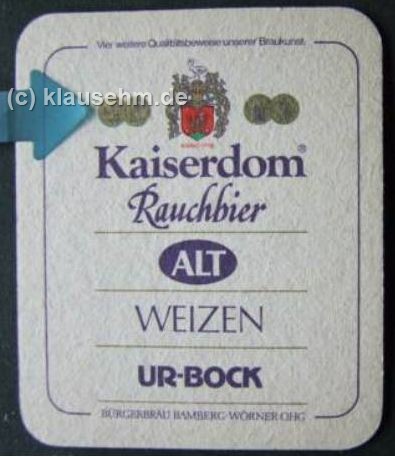 Vier weitere Qualitätsbeweise unserer Braukunst.
(c) klausehm.de
Kaiserdom®
Rauchbier
ALT
WEIZEN
UR-BOCK
BÜRGERBRÄU BAMBERG·WÖRNER OHG